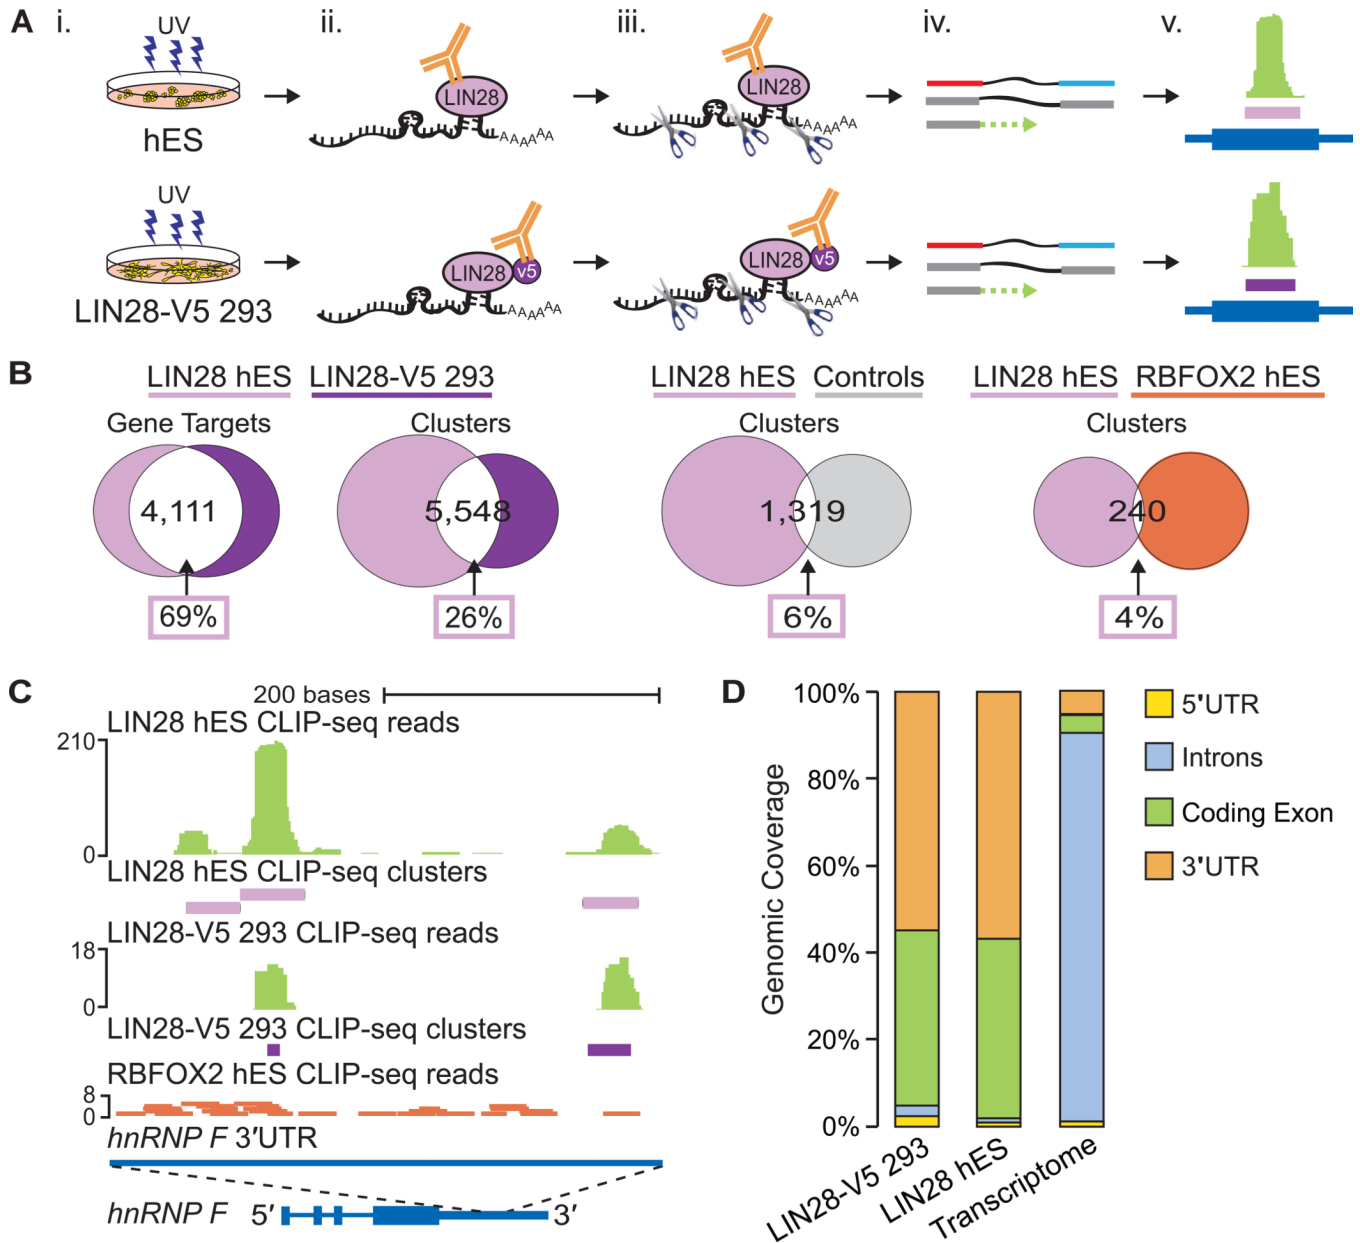 A i. ii. iii. iv. v.
UV
LIN28
AAAAAA
LIN28
AAAAAA
hES
UV
LIN28 v5
AAAAAA
LIN28 v5
AAAAAA
LIN28-V5 293
B LIN28 hES LIN28-V5 293 LIN28 hES Controls LIN28 hES RBFOX2 hES
Gene Targets Clusters Clusters Clusters
4,111 5,548 1,319 240
69% 26% 6% 4%
C 200 bases
LIN28 hES CLIP-seq reads
210
0
LIN28 hES CLIP-seq clusters
LIN28-V5 293 CLIP-seq reads
18
0
LIN28-V5 293 CLIP-seq clusters
RBFOX2 hES CLIP-seq reads
8
0
hnRNP F 3'UTR
hnRNP F 5' 3'
D
Genomic Coverage
100%
80%
60%
40%
20%
0%
LIN28-V5 293
LIN28 hES
Transcriptome
5'UTR
Introns
Coding Exon
3'UTR